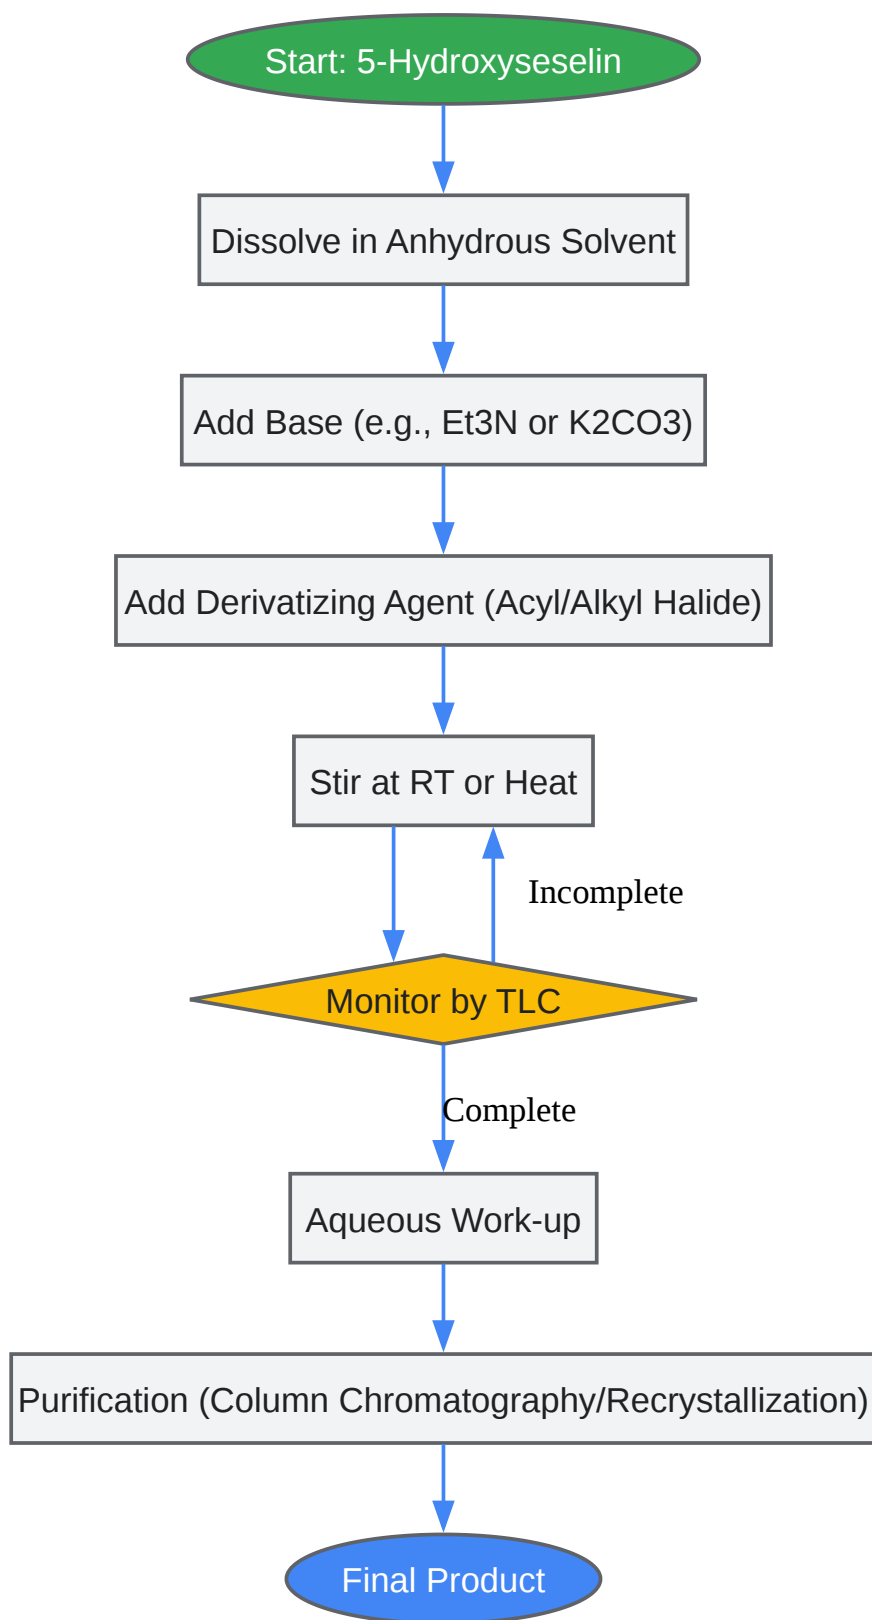 Start: 5-Hydroxyseselin
Dissolve in Anhydrous Solvent
Add Base (e.g., Et3N or K2CO3)
Add Derivatizing Agent (Acyl/Alkyl Halide)
Stir at RT or Heat
Incomplete
Monitor by TLC
Complete
Aqueous Work-up
Purification (Column Chromatography/Recrystallization)
Final Product